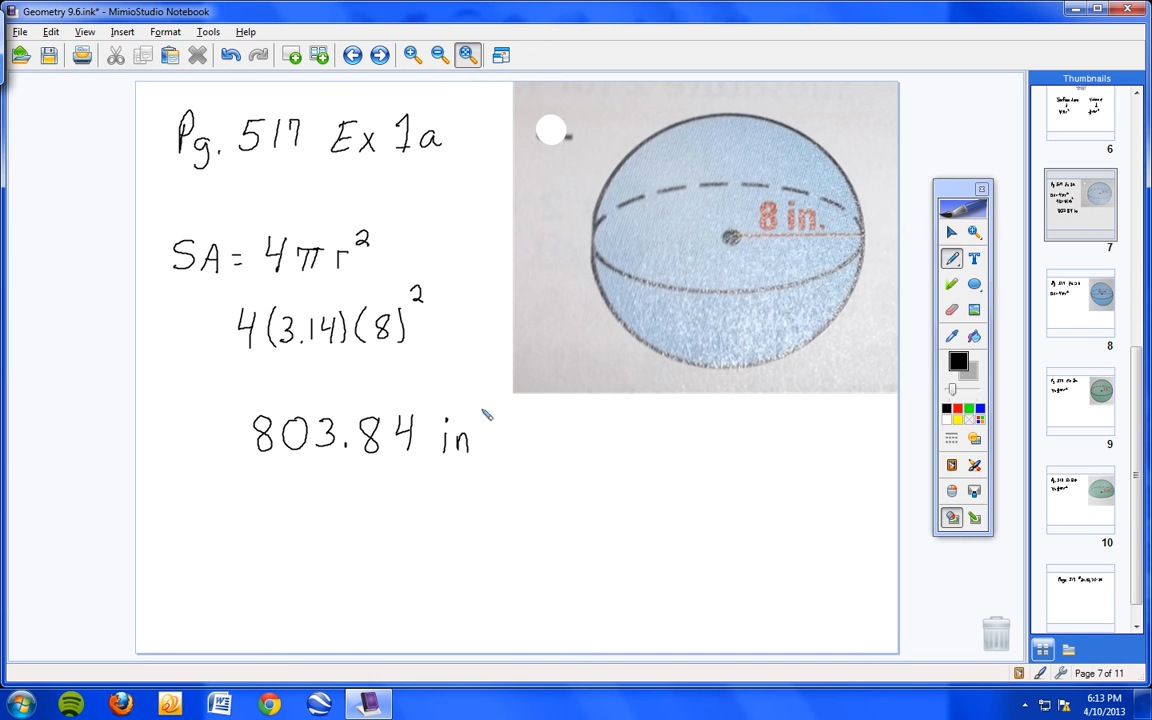 Geometry 9.6.ink* - MimioStudio Notebook
File Edit View Insert Format Tools Help
Thumbnails
Pg. 517 Ex 1a
8 in.
SA = 4πr²
4(3.14)(8)²
803.84 in
6
7
8
9
10
Page 7 of 11
6:13 PM
4/10/2013